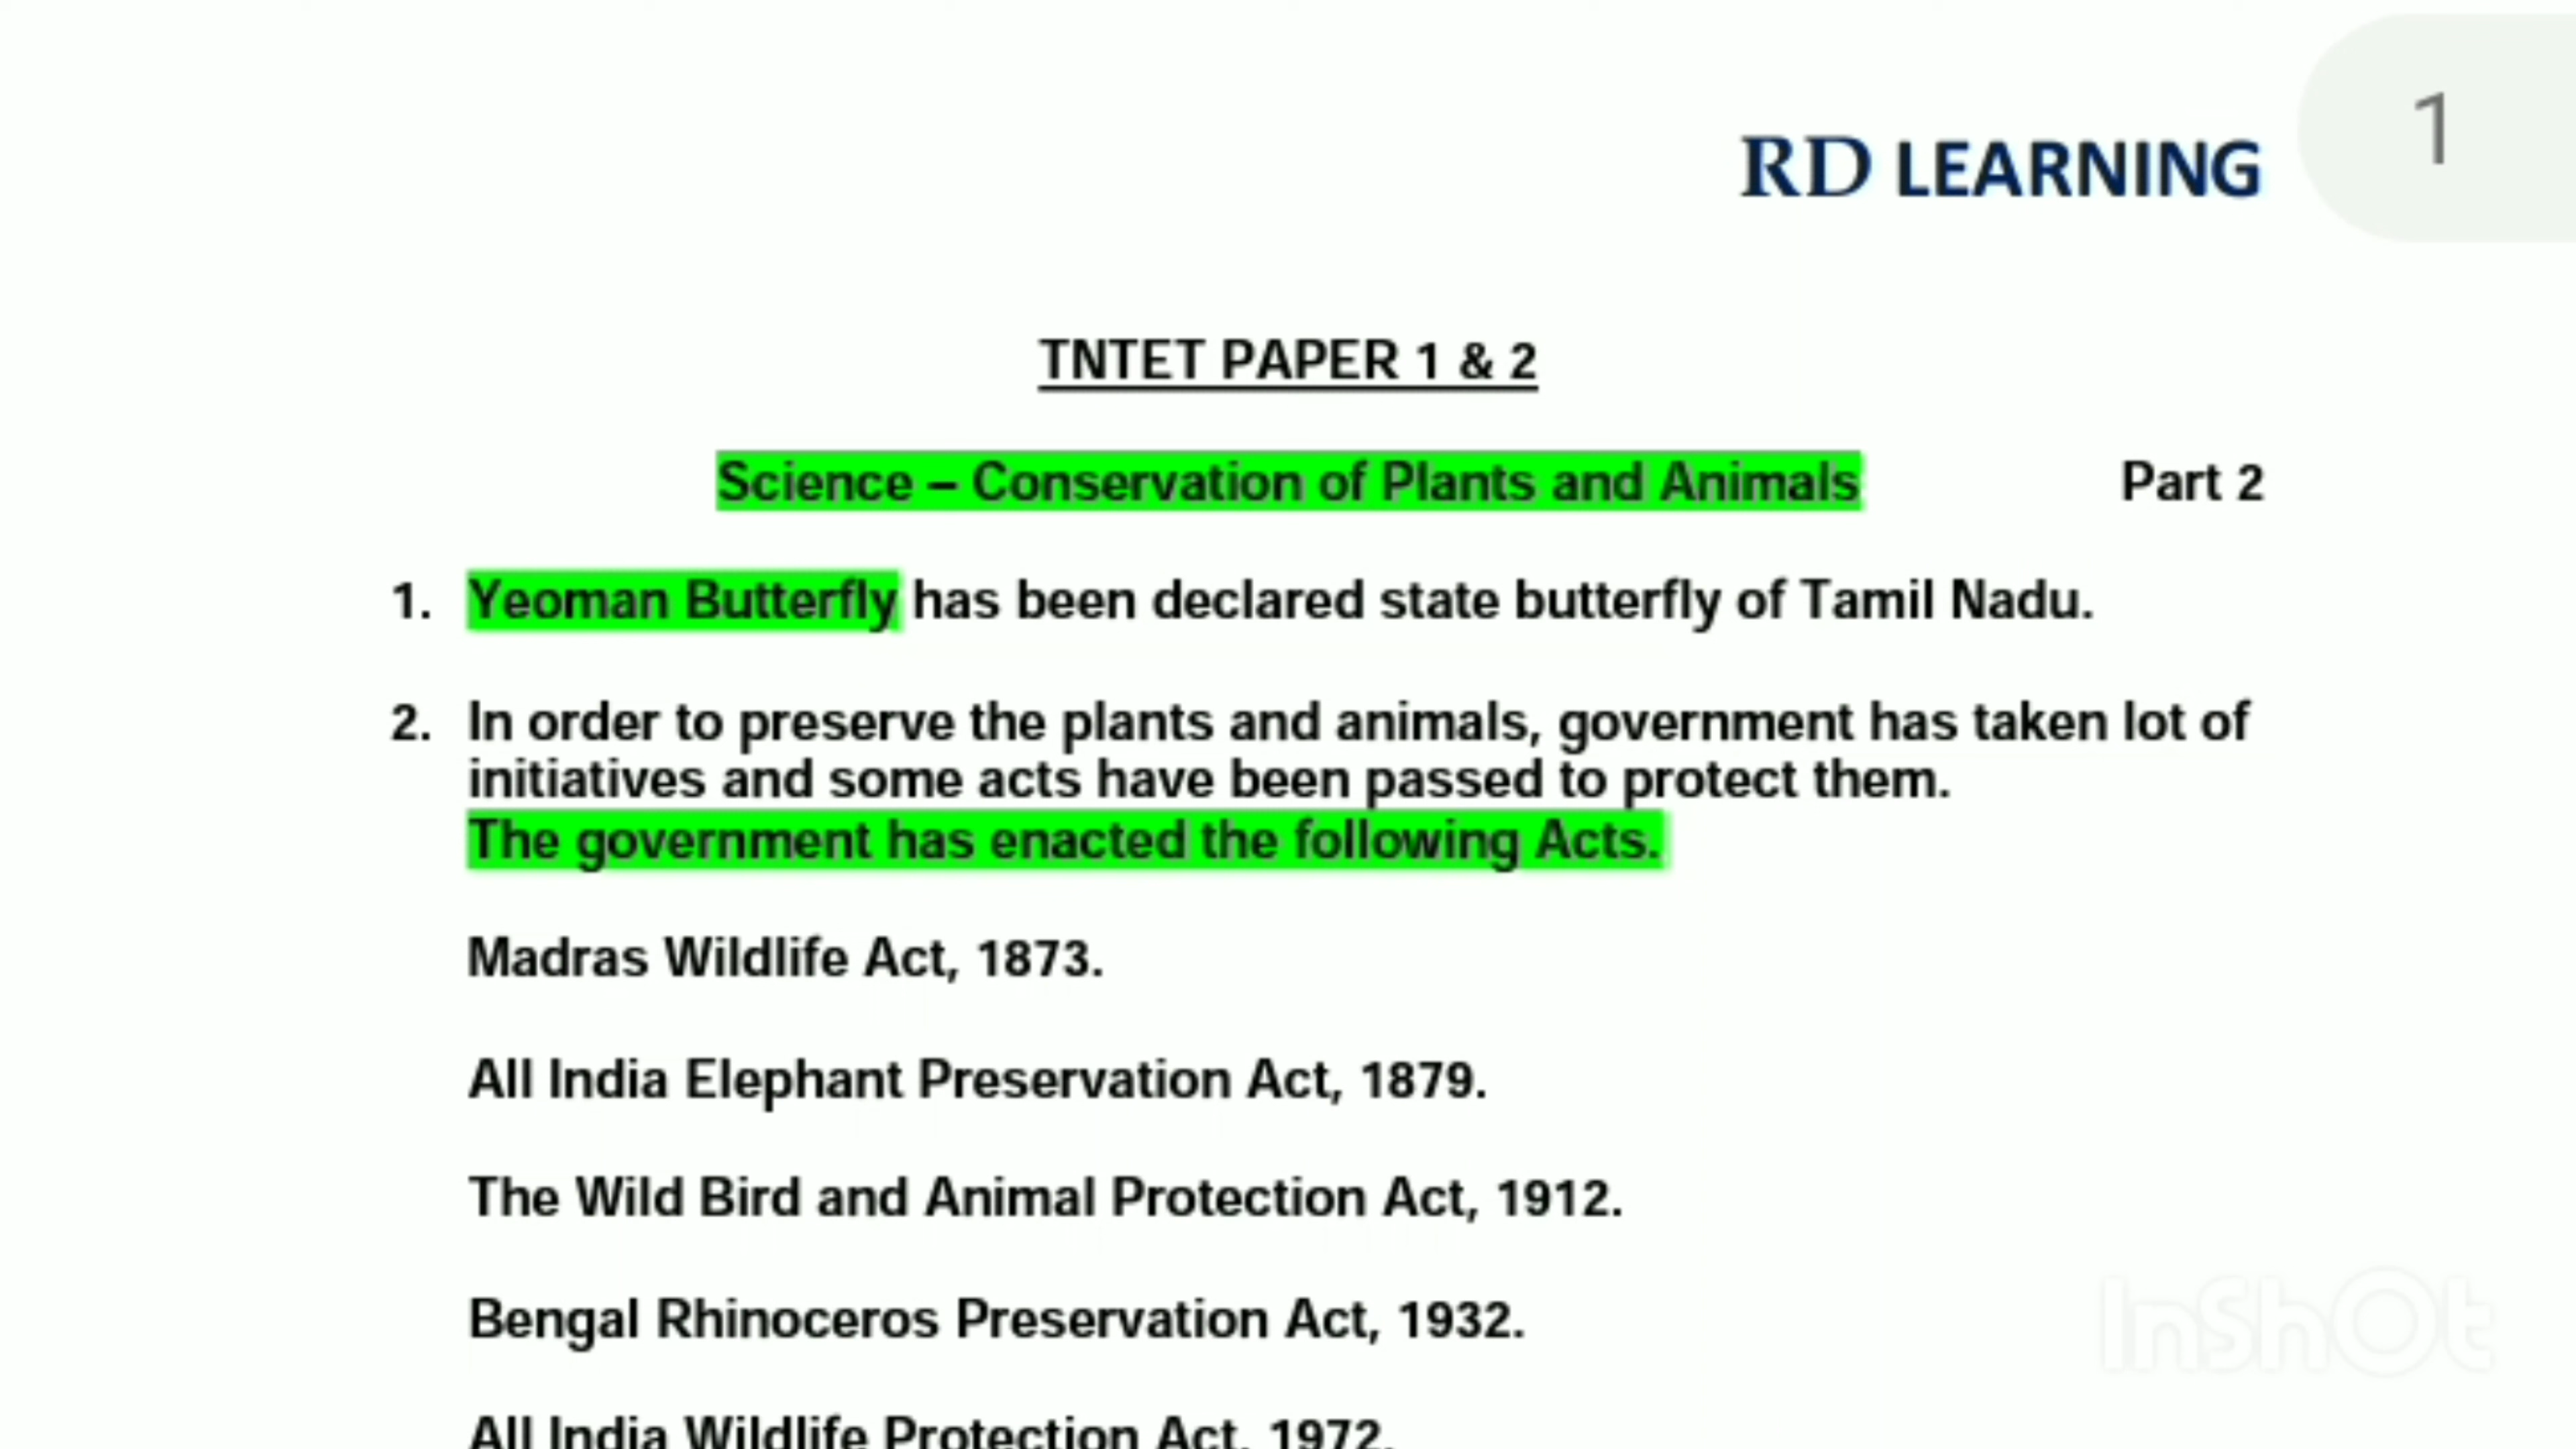 1
RD LEARNING
TNTET PAPER 1 & 2
Science – Conservation of Plants and Animals Part 2
1. Yeoman Butterfly has been declared state butterfly of Tamil Nadu.
2. In order to preserve the plants and animals, government has taken lot of
initiatives and some acts have been passed to protect them.
The government has enacted the following Acts.
Madras Wildlife Act, 1873.
All India Elephant Preservation Act, 1879.
The Wild Bird and Animal Protection Act, 1912.
Bengal Rhinoceros Preservation Act, 1932.
All India Wildlife Protection Act, 1972.
InShOt